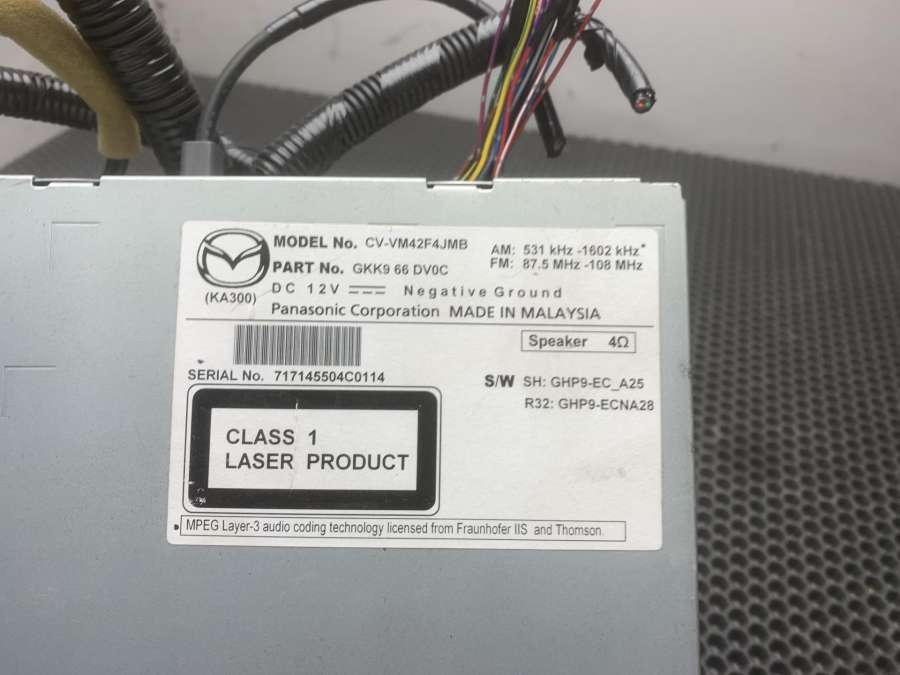 MODEL No. CV-VM42F4JMB
PART No. GKK9 66 DV0C
AM: 531 kHz -1602 kHz*
FM: 87.5 MHz -108 MHz
(KA300)
DC 12V Negative Ground
Panasonic Corporation MADE IN MALAYSIA
Speaker 4Ω
SERIAL No. 717145504C0114
S/W SH: GHP9-EC_A25
R32: GHP9-ECNA28
CLASS 1
LASER PRODUCT
MPEG Layer-3 audio coding technology licensed from Fraunhofer IIS and Thomson.